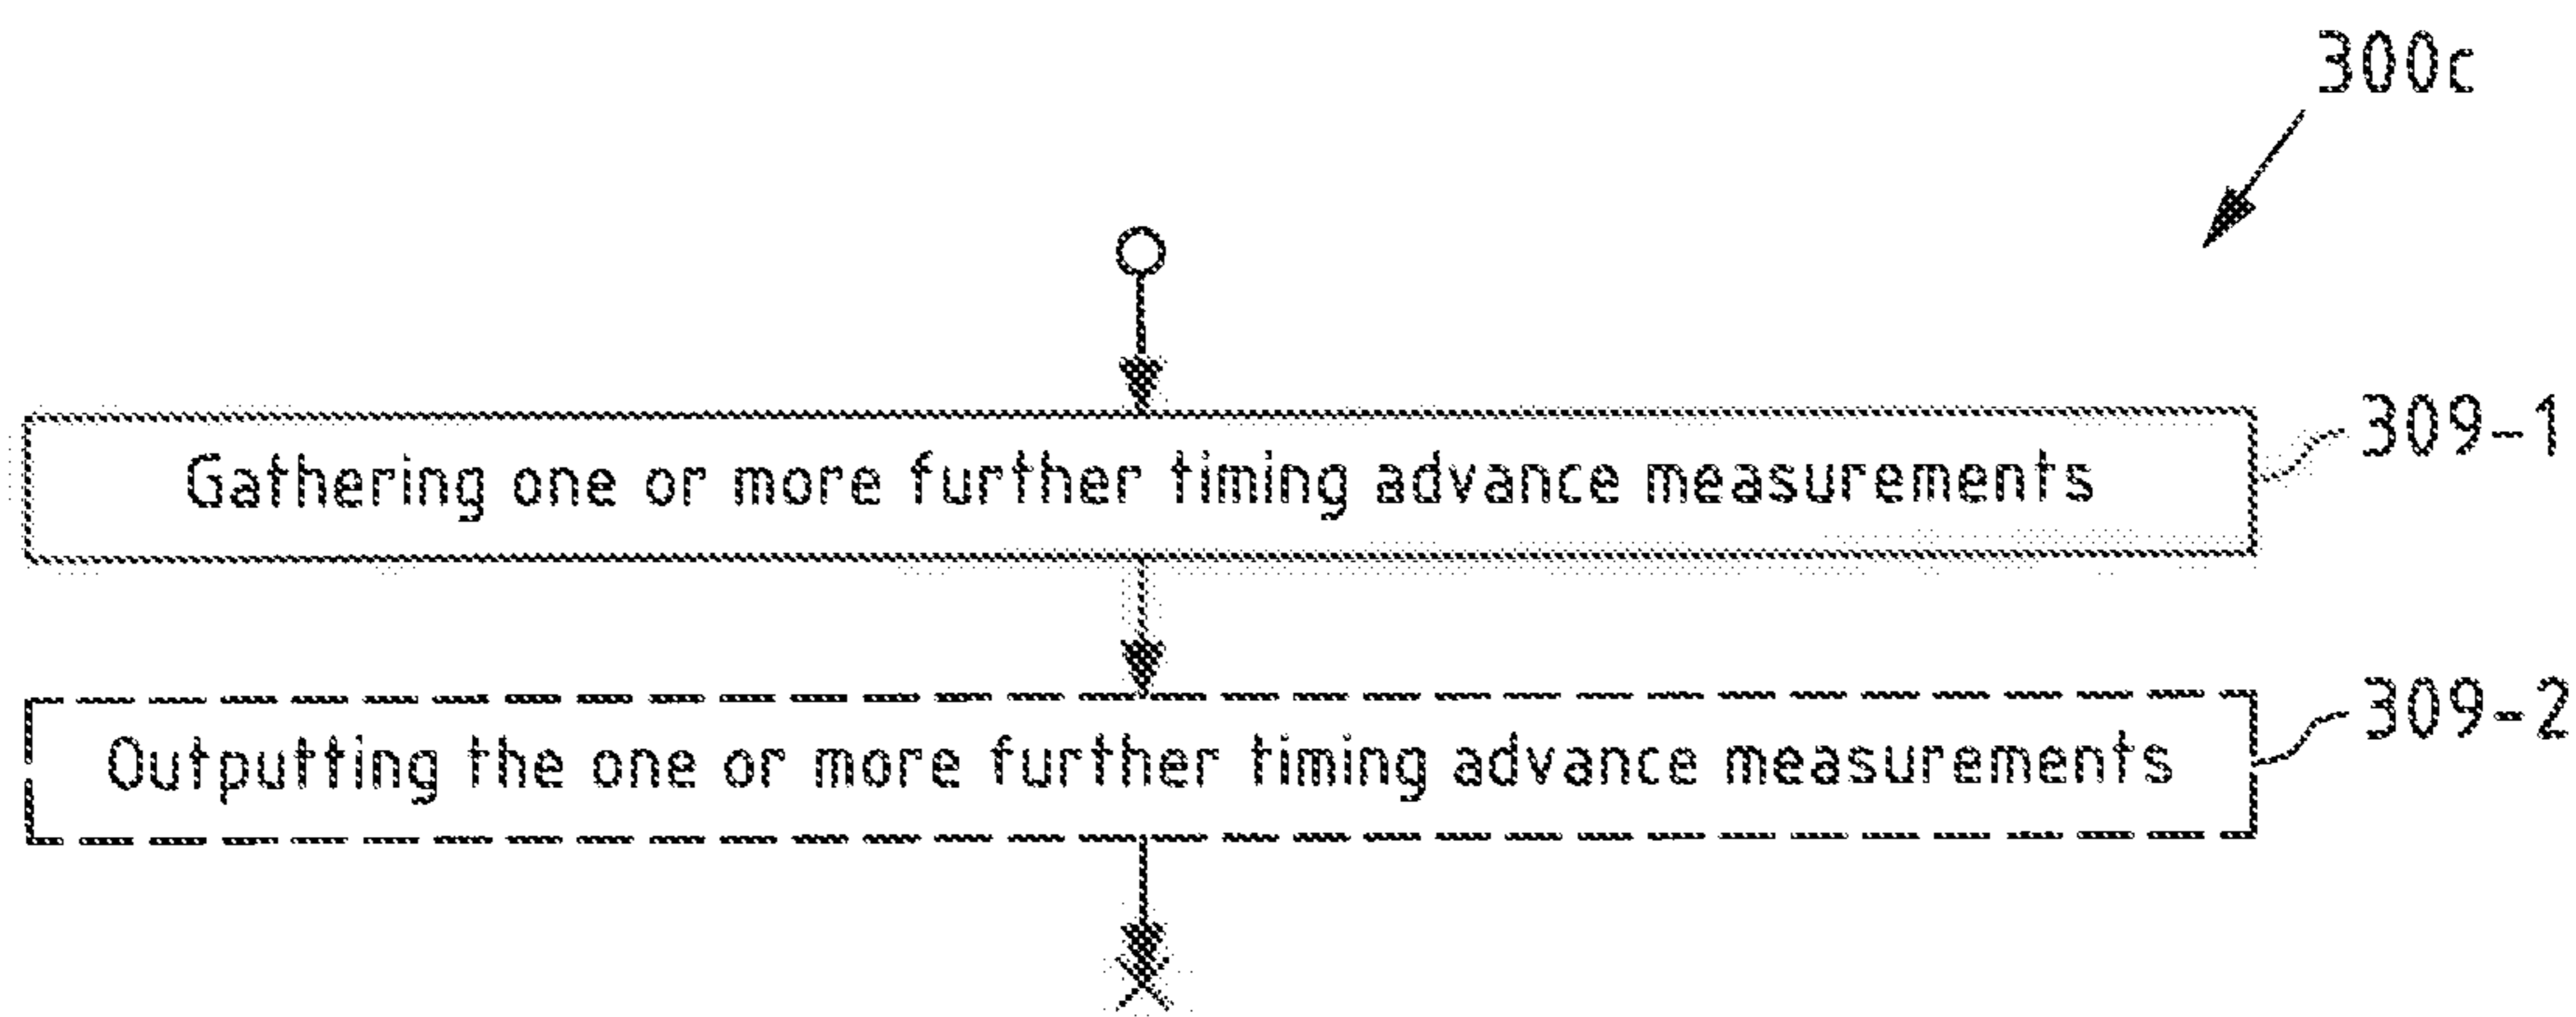 300c
Gathering one or more further timing advance measurements
309-1
Outputting the one or more further timing advance measurements
309-2